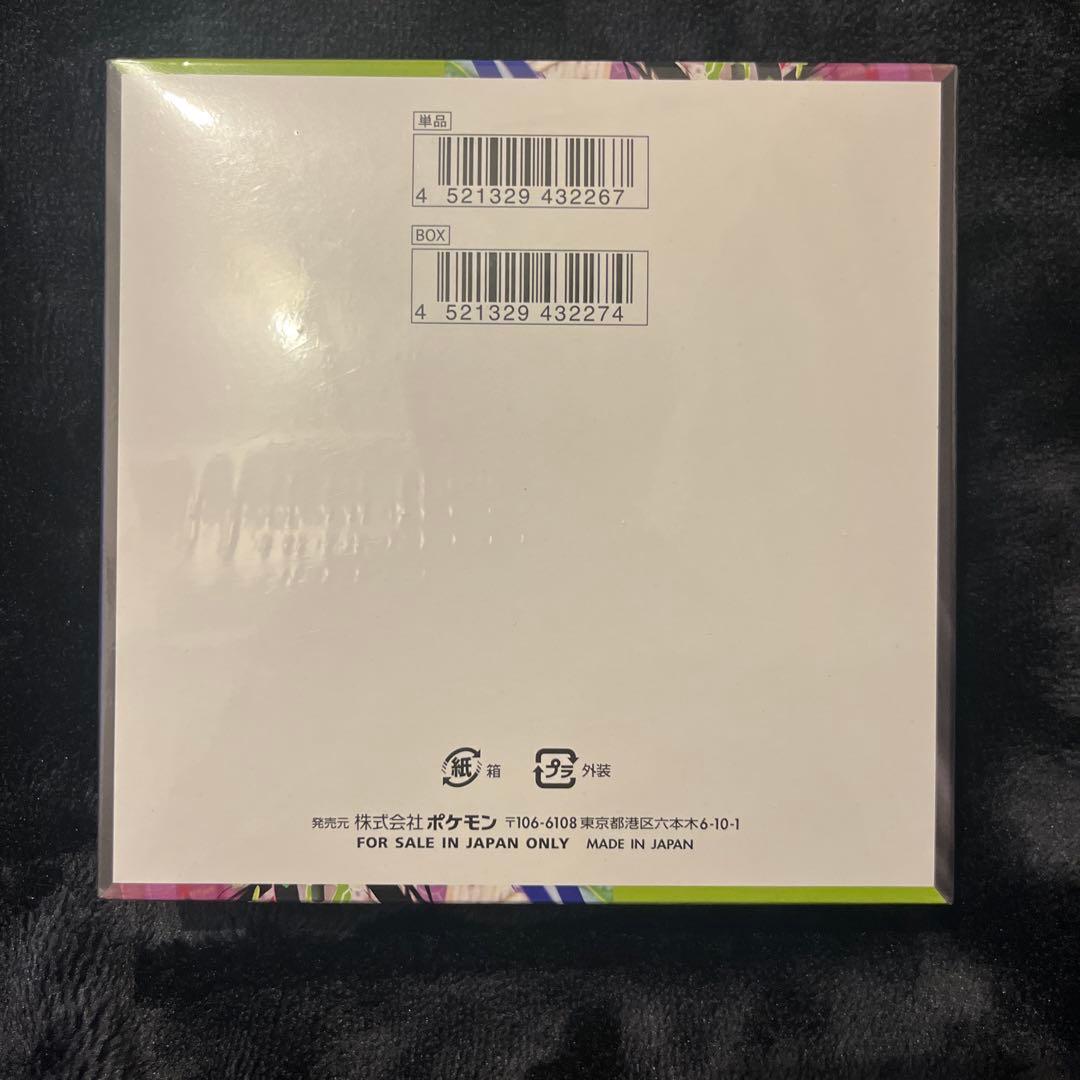 単品
4 521329 432267
BOX
4 521329 432274
紙 箱 プラ 外装
発売元 株式会社 ポケモン 〒106-6108 東京都港区六本木6-10-1
FOR SALE IN JAPAN ONLY MADE IN JAPAN